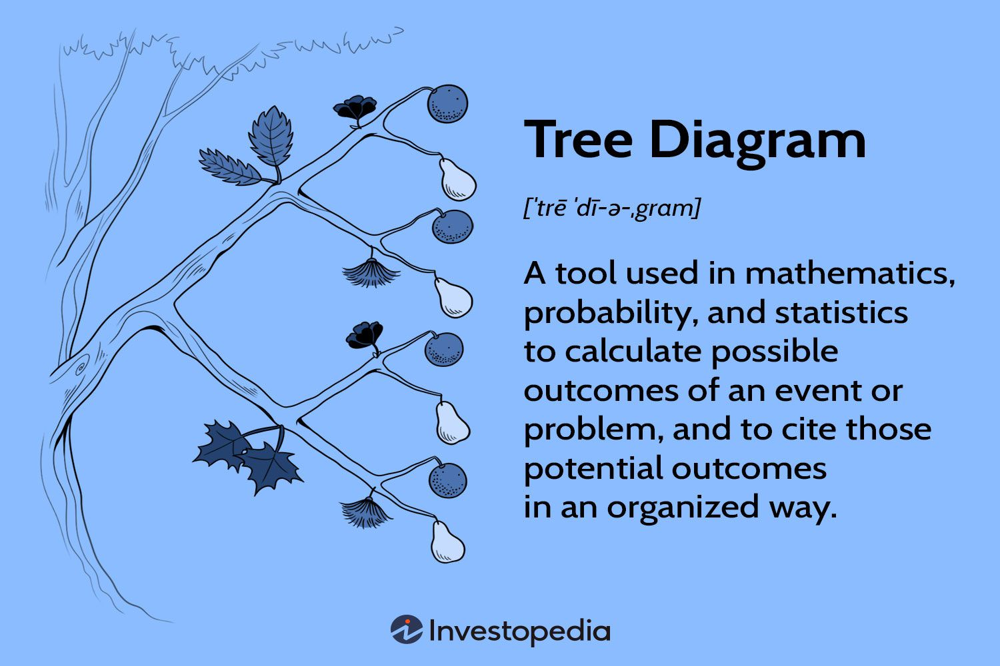 Tree Diagram
[ˈtrē ˈdī-ə-ˌgram]
A tool used in mathematics,
probability, and statistics
to calculate possible
outcomes of an event or
problem, and to cite those
potential outcomes
in an organized way.
Investopedia